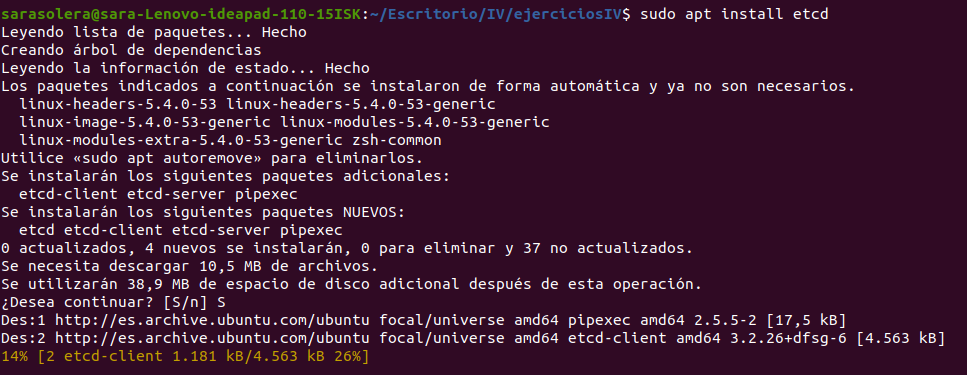 sarasolera@sara-Lenovo-ideapad-110-15ISK:~/Escritorio/IV/ejerciciosIV$ sudo apt install etcd
Leyendo lista de paquetes... Hecho
Creando árbol de dependencias
Leyendo la información de estado... Hecho
Los paquetes indicados a continuación se instalaron de forma automática y ya no son necesarios.
  linux-headers-5.4.0-53 linux-headers-5.4.0-53-generic
  linux-image-5.4.0-53-generic linux-modules-5.4.0-53-generic
  linux-modules-extra-5.4.0-53-generic zsh-common
Utilice «sudo apt autoremove» para eliminarlos.
Se instalarán los siguientes paquetes adicionales:
  etcd-client etcd-server pipexec
Se instalarán los siguientes paquetes NUEVOS:
  etcd etcd-client etcd-server pipexec
0 actualizados, 4 nuevos se instalarán, 0 para eliminar y 37 no actualizados.
Se necesita descargar 10,5 MB de archivos.
Se utilizarán 38,9 MB de espacio de disco adicional después de esta operación.
¿Desea continuar? [S/n] S
Des:1 http://es.archive.ubuntu.com/ubuntu focal/universe amd64 pipexec amd64 2.5.5-2 [17,5 kB]
Des:2 http://es.archive.ubuntu.com/ubuntu focal/universe amd64 etcd-client amd64 3.2.26+dfsg-6 [4.563 kB]
14% [2 etcd-client 1.181 kB/4.563 kB 26%]